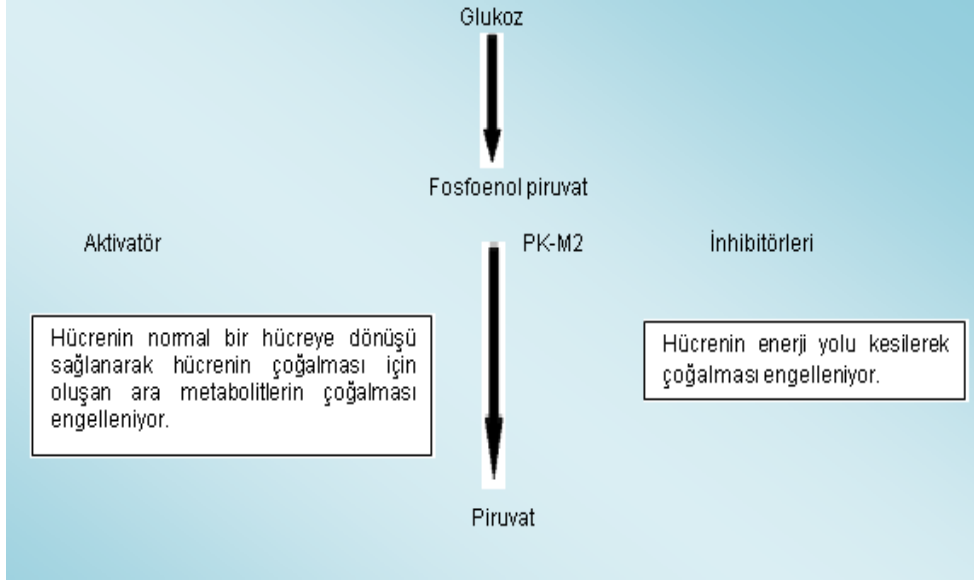 Glukoz
Fosfoenol piruvat
Aktivatör
PK-M2
İnhibitörleri
Hücrenin normal bir hücreye dönüşü
sağlanarak hücrenin çoğalması için
oluşan ara metabolitlerin çoğalması
engelleniyor.
Hücrenin enerji yolu kesilerek
çoğalması engelleniyor.
Piruvat